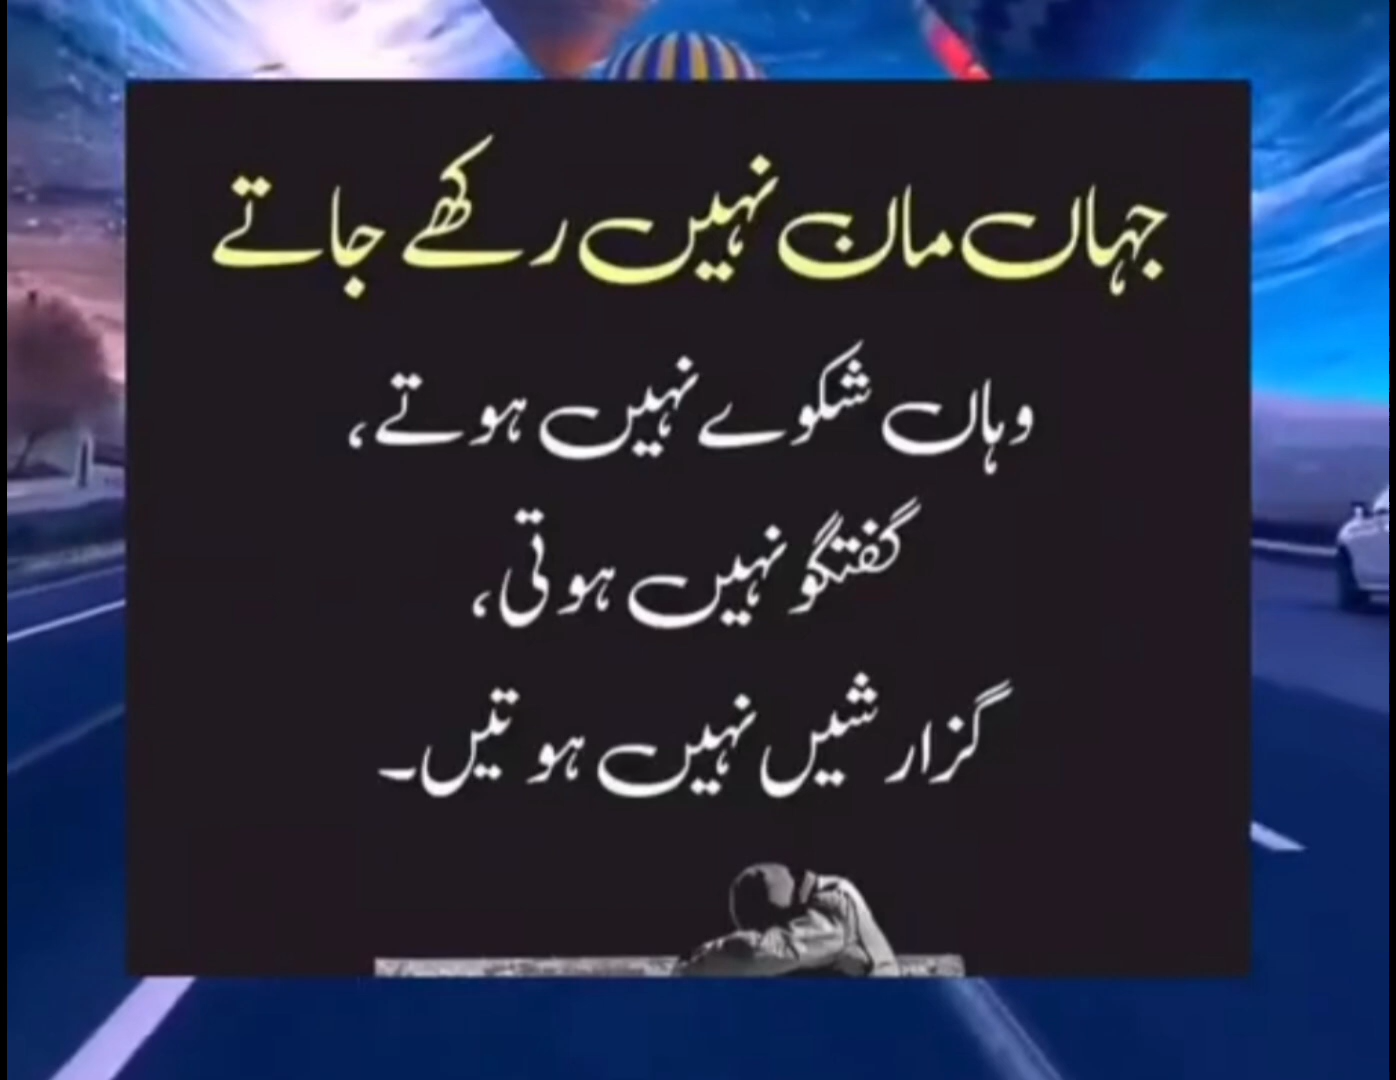 جہاں مان نہیں رکھے جاتے
وہاں شکوے نہیں ہوتے،
گفتگو نہیں ہوتی،
گزارشیں نہیں ہوتیں۔